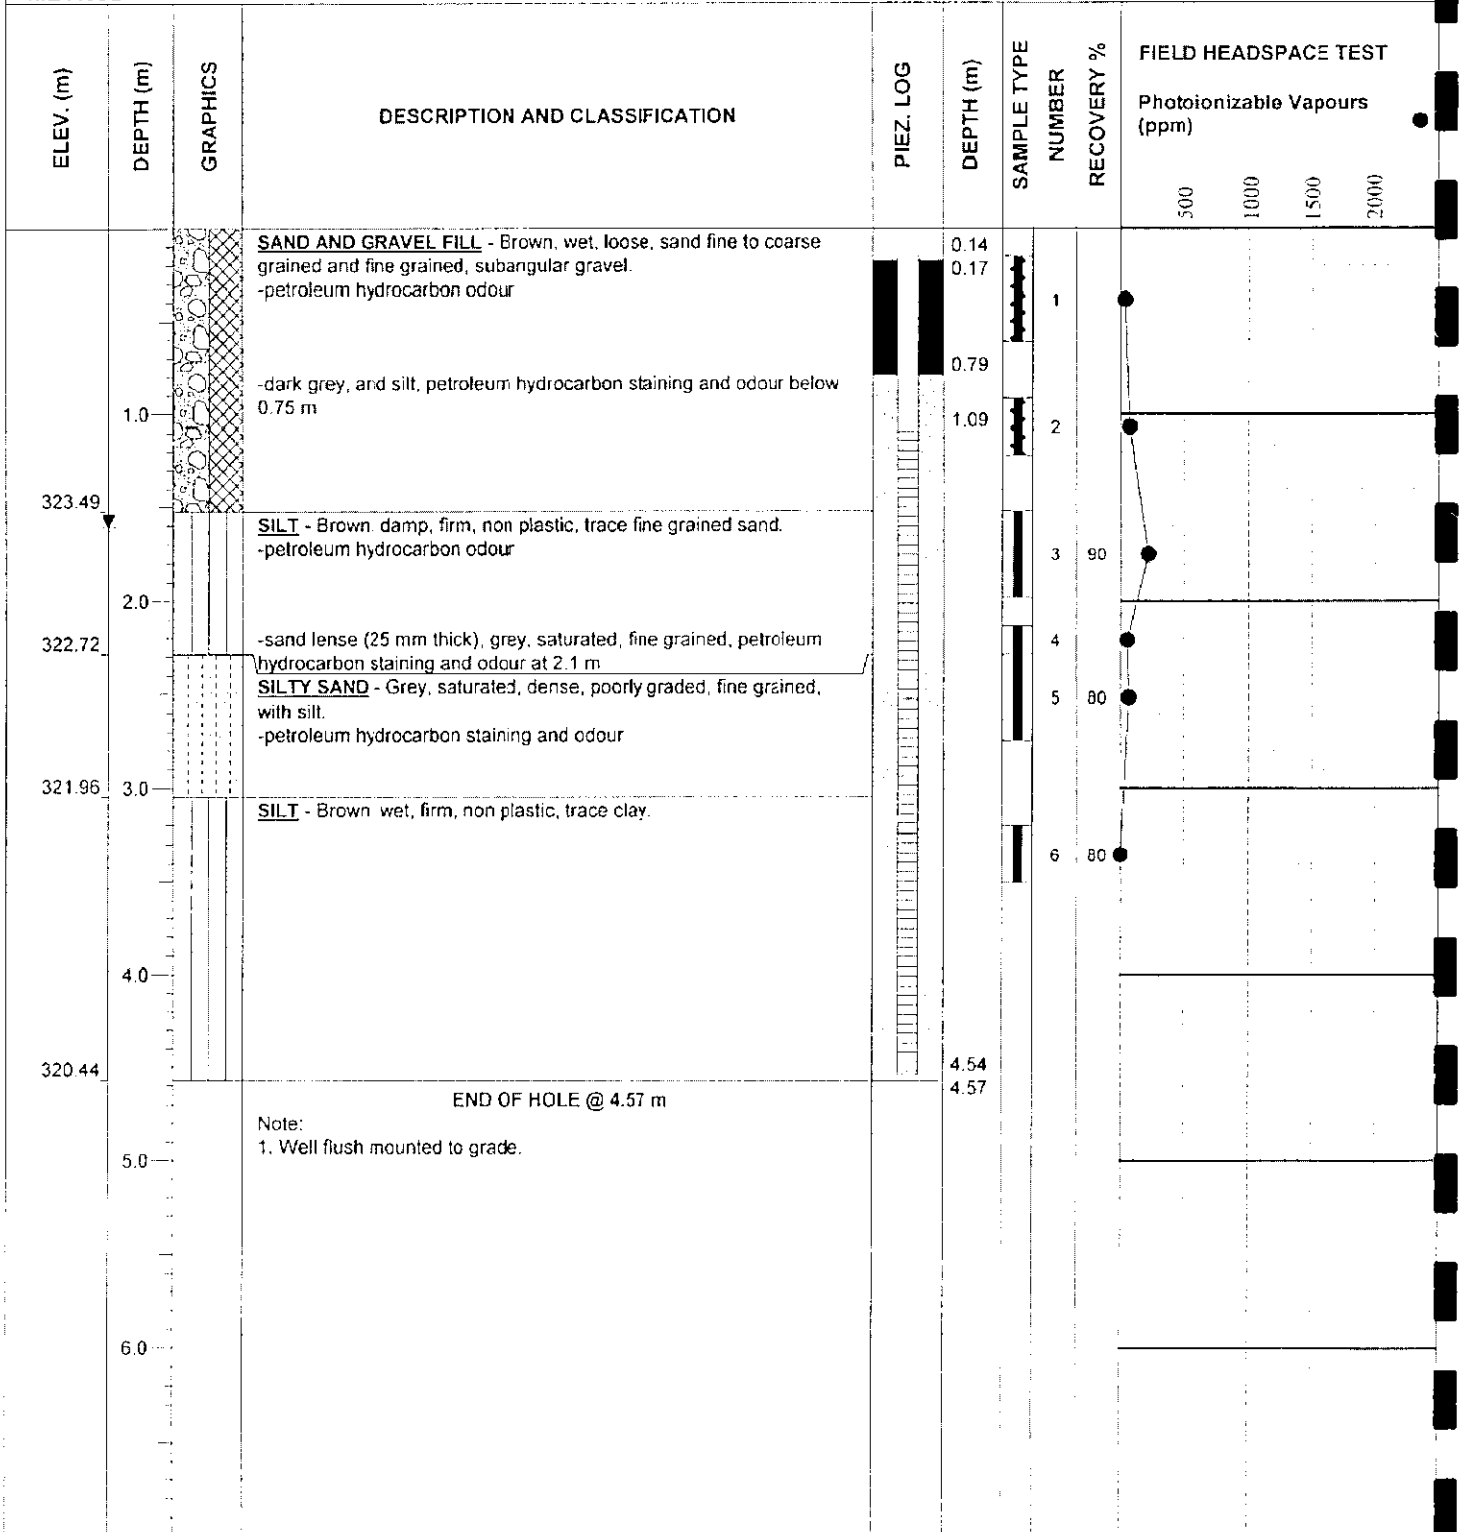 ELEV. (m)
DEPTH (m)
GRAPHICS
DESCRIPTION AND CLASSIFICATION
PIEZ. LOG
DEPTH (m)
SAMPLE TYPE
NUMBER
RECOVERY %
FIELD HEADSPACE TEST
Photoionizable Vapours
(ppm)
500
1000
1500
2000
SAND AND GRAVEL FILL - Brown, wet, loose, sand fine to coarse
grained and fine grained, subangular gravel.
-petroleum hydrocarbon odour
0.14
0.17
1
0.79
-dark grey, and silt, petroleum hydrocarbon staining and odour below
0.75 m
1.0
1.09
2
323.49
SILT - Brown, damp, firm, non plastic, trace fine grained sand.
-petroleum hydrocarbon odour
3
90
2.0
322.72
-sand lense (25 mm thick), grey, saturated, fine grained, petroleum
hydrocarbon staining and odour at 2.1 m
4
SILTY SAND - Grey, saturated, dense, poorly graded, fine grained,
with silt.
-petroleum hydrocarbon staining and odour
5
80
321.96
3.0
SILT - Brown wet, firm, non plastic, trace clay.
6
80
4.0
320.44
4.54
4.57
END OF HOLE @ 4.57 m
Note:
1. Well flush mounted to grade.
5.0
6.0